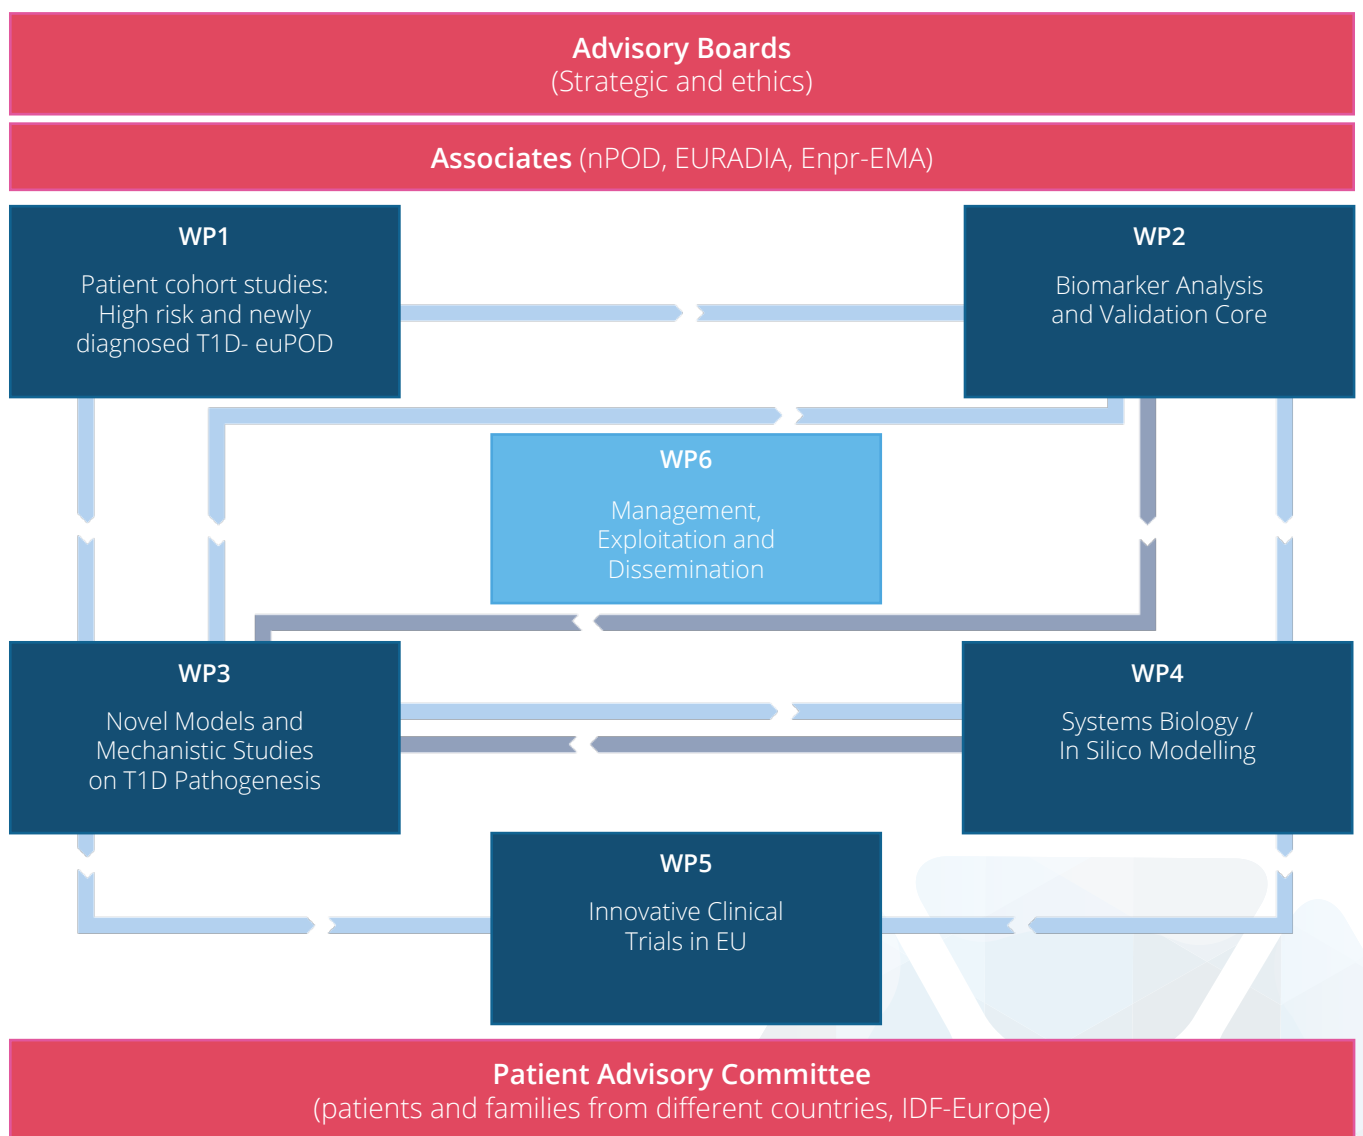 Advisory Boards
(Strategic and ethics)
Associates (nPOD, EURADIA, Enpr-EMA)
WP1
Patient cohort studies:
High risk and newly
diagnosed T1D- euPOD
WP2
Biomarker Analysis
and Validation Core
WP6
Management,
Exploitation and
Dissemination
WP3
Novel Models and
Mechanistic Studies
on T1D Pathogenesis
WP4
Systems Biology /
In Silico Modelling
WP5
Innovative Clinical
Trials in EU
Patient Advisory Committee
(patients and families from different countries, IDF-Europe)